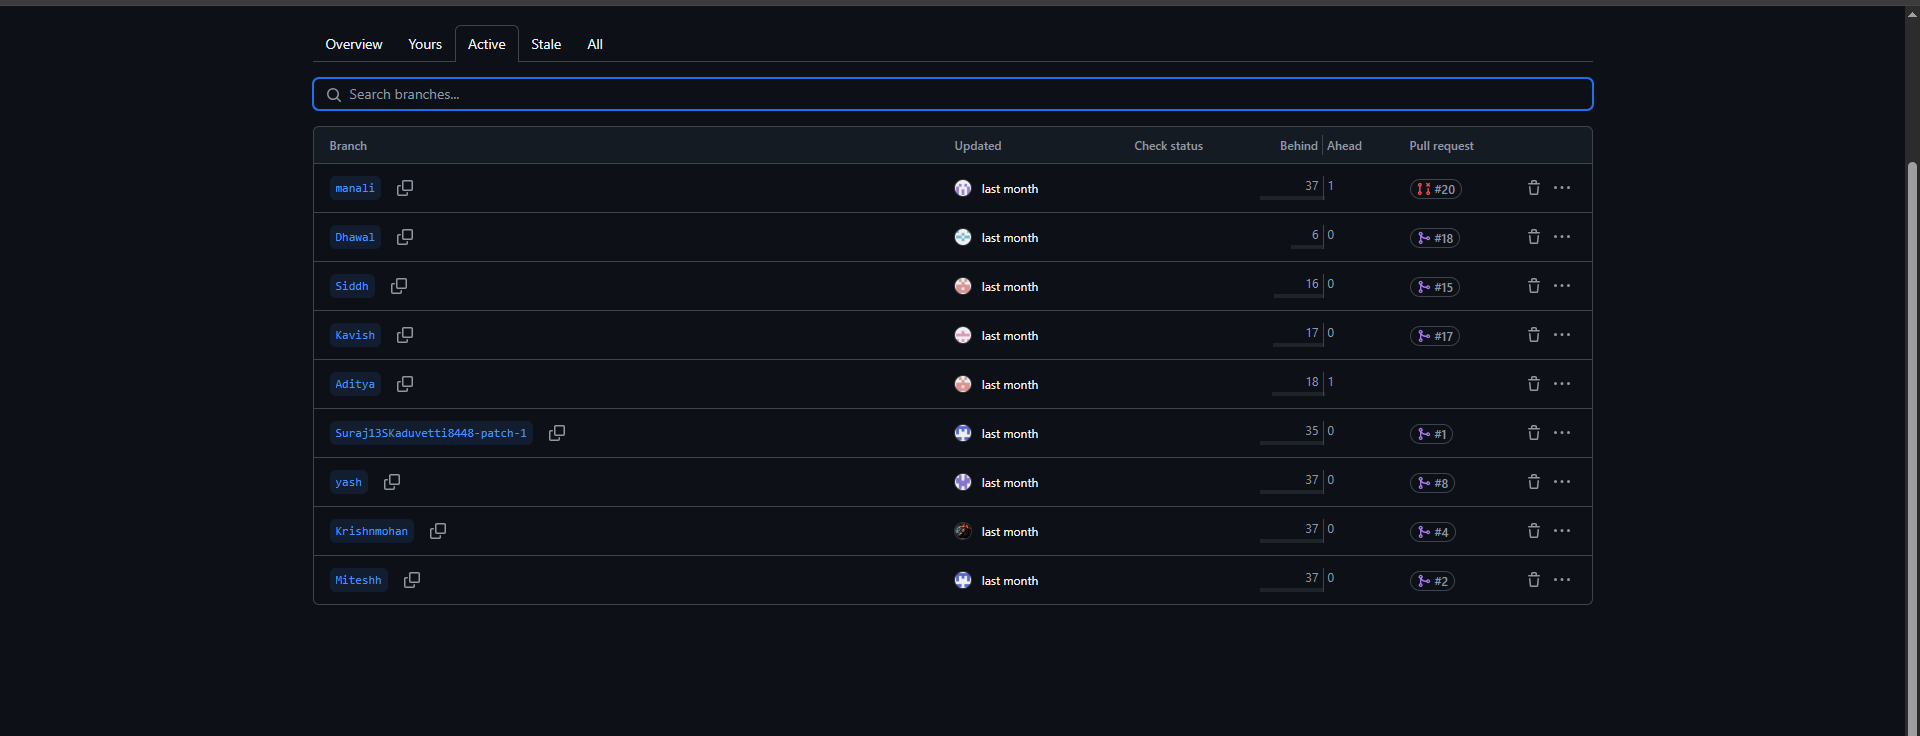 Overview Yours Active Stale All
Search branches...
Branch Updated Check status Behind Ahead Pull request
manali last month 37 1 #20
Dhawal last month 6 0 #18
Siddh last month 16 0 #15
Kavish last month 17 0 #17
Aditya last month 18 1
Suraj13SKaduvetti8448-patch-1 last month 35 0 #1
yash last month 37 0 #8
Krishnmohan last month 37 0 #4
Miteshh last month 37 0 #2